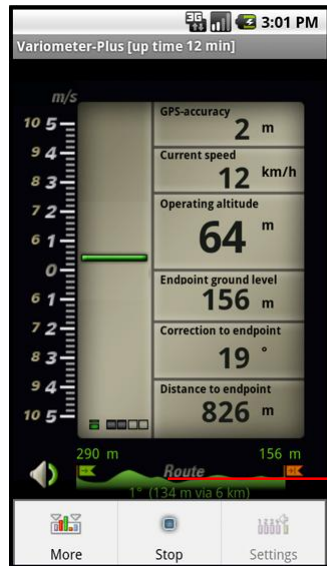 3G 3:01 PM
Variometer-Plus [up time 12 min]
m/s
10 5
9 4
8 3
7 2
6 1
0
6 1
7 2
8 3
9 4
10 5
GPS-accuracy
2 m
Current speed
12 km/h
Operating altitude
64 m
Endpoint ground level
156 m
Correction to endpoint
19 °
Distance to endpoint
826 m
290 m 156 m
Route
1° (134 m via 6 km)
More Stop Settings